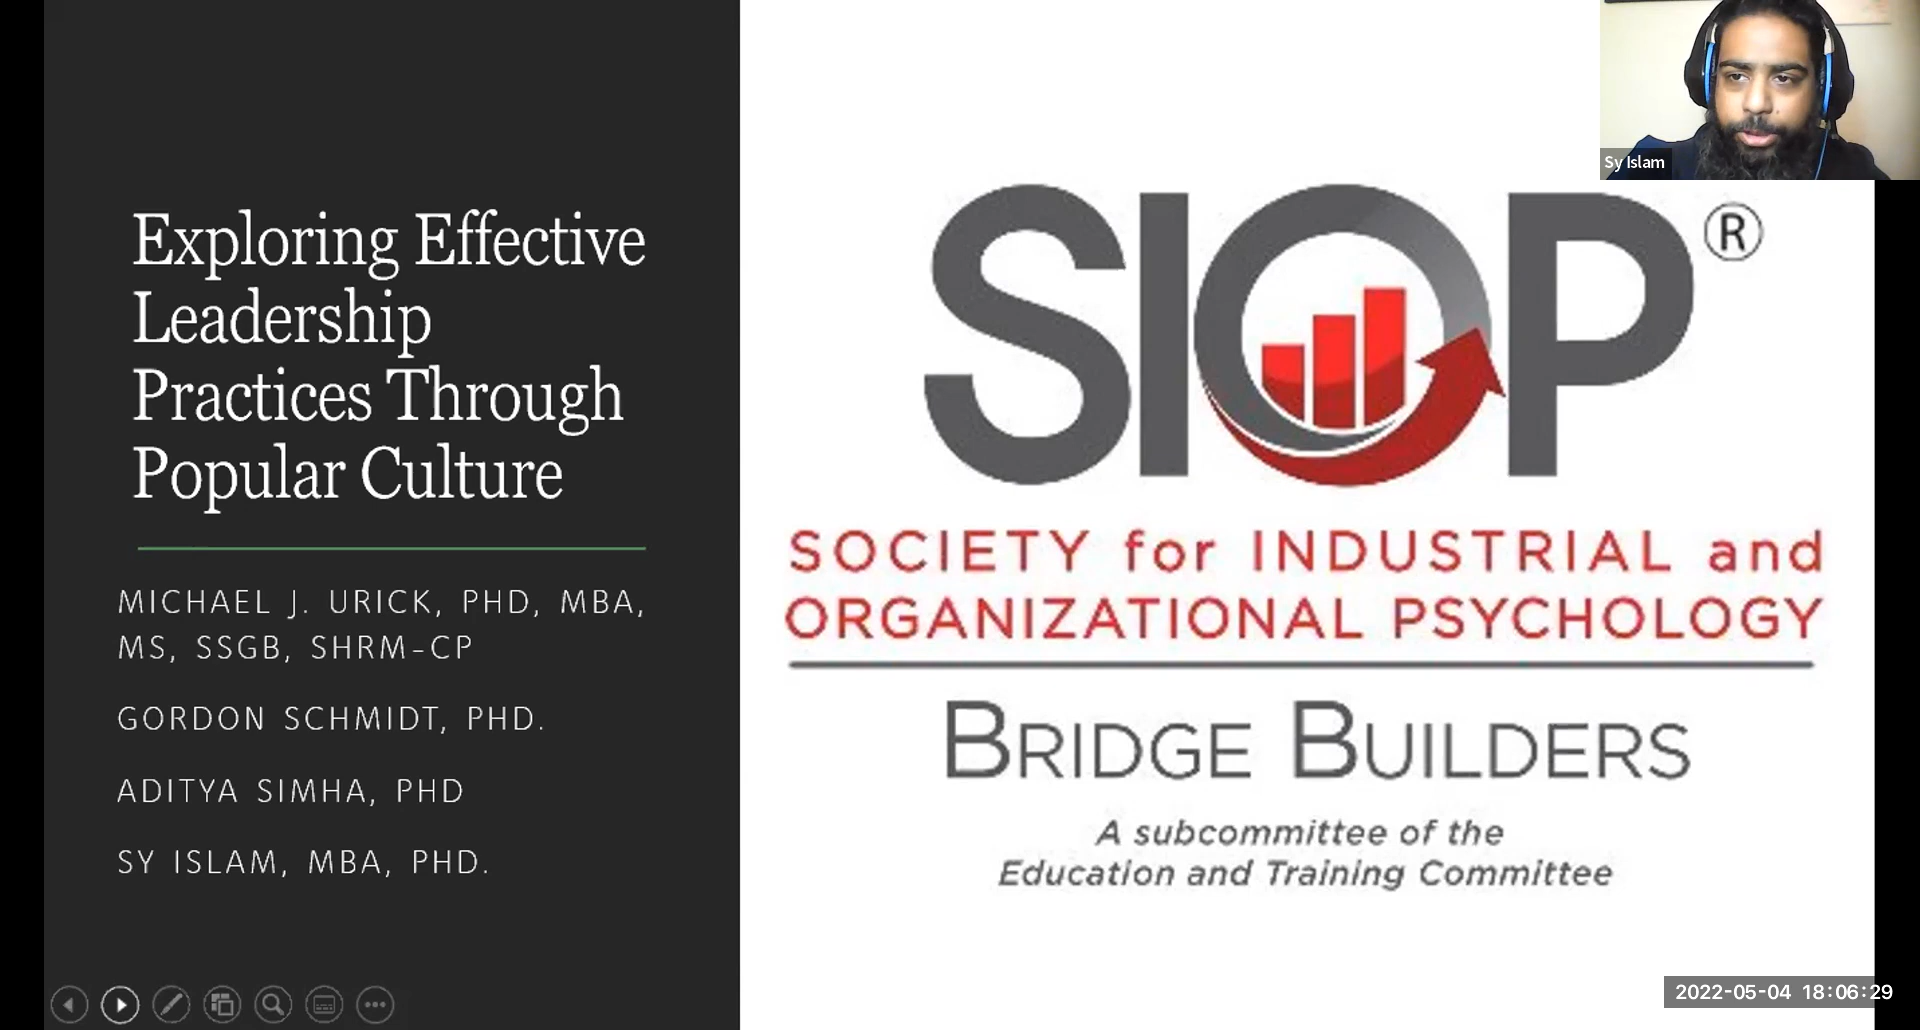 Exploring Effective
Leadership
Practices Through
Popular Culture
MICHAEL J. URICK, PHD, MBA,
MS, SSGB, SHRM-CP
GORDON SCHMIDT, PHD.
ADITYA SIMHA, PHD
SY ISLAM, MBA, PHD.
Sy Islam
SIOP®
SOCIETY for INDUSTRIAL and
ORGANIZATIONAL PSYCHOLOGY
BRIDGE BUILDERS
A subcommittee of the
Education and Training Committee
2022-05-04 18:06:29